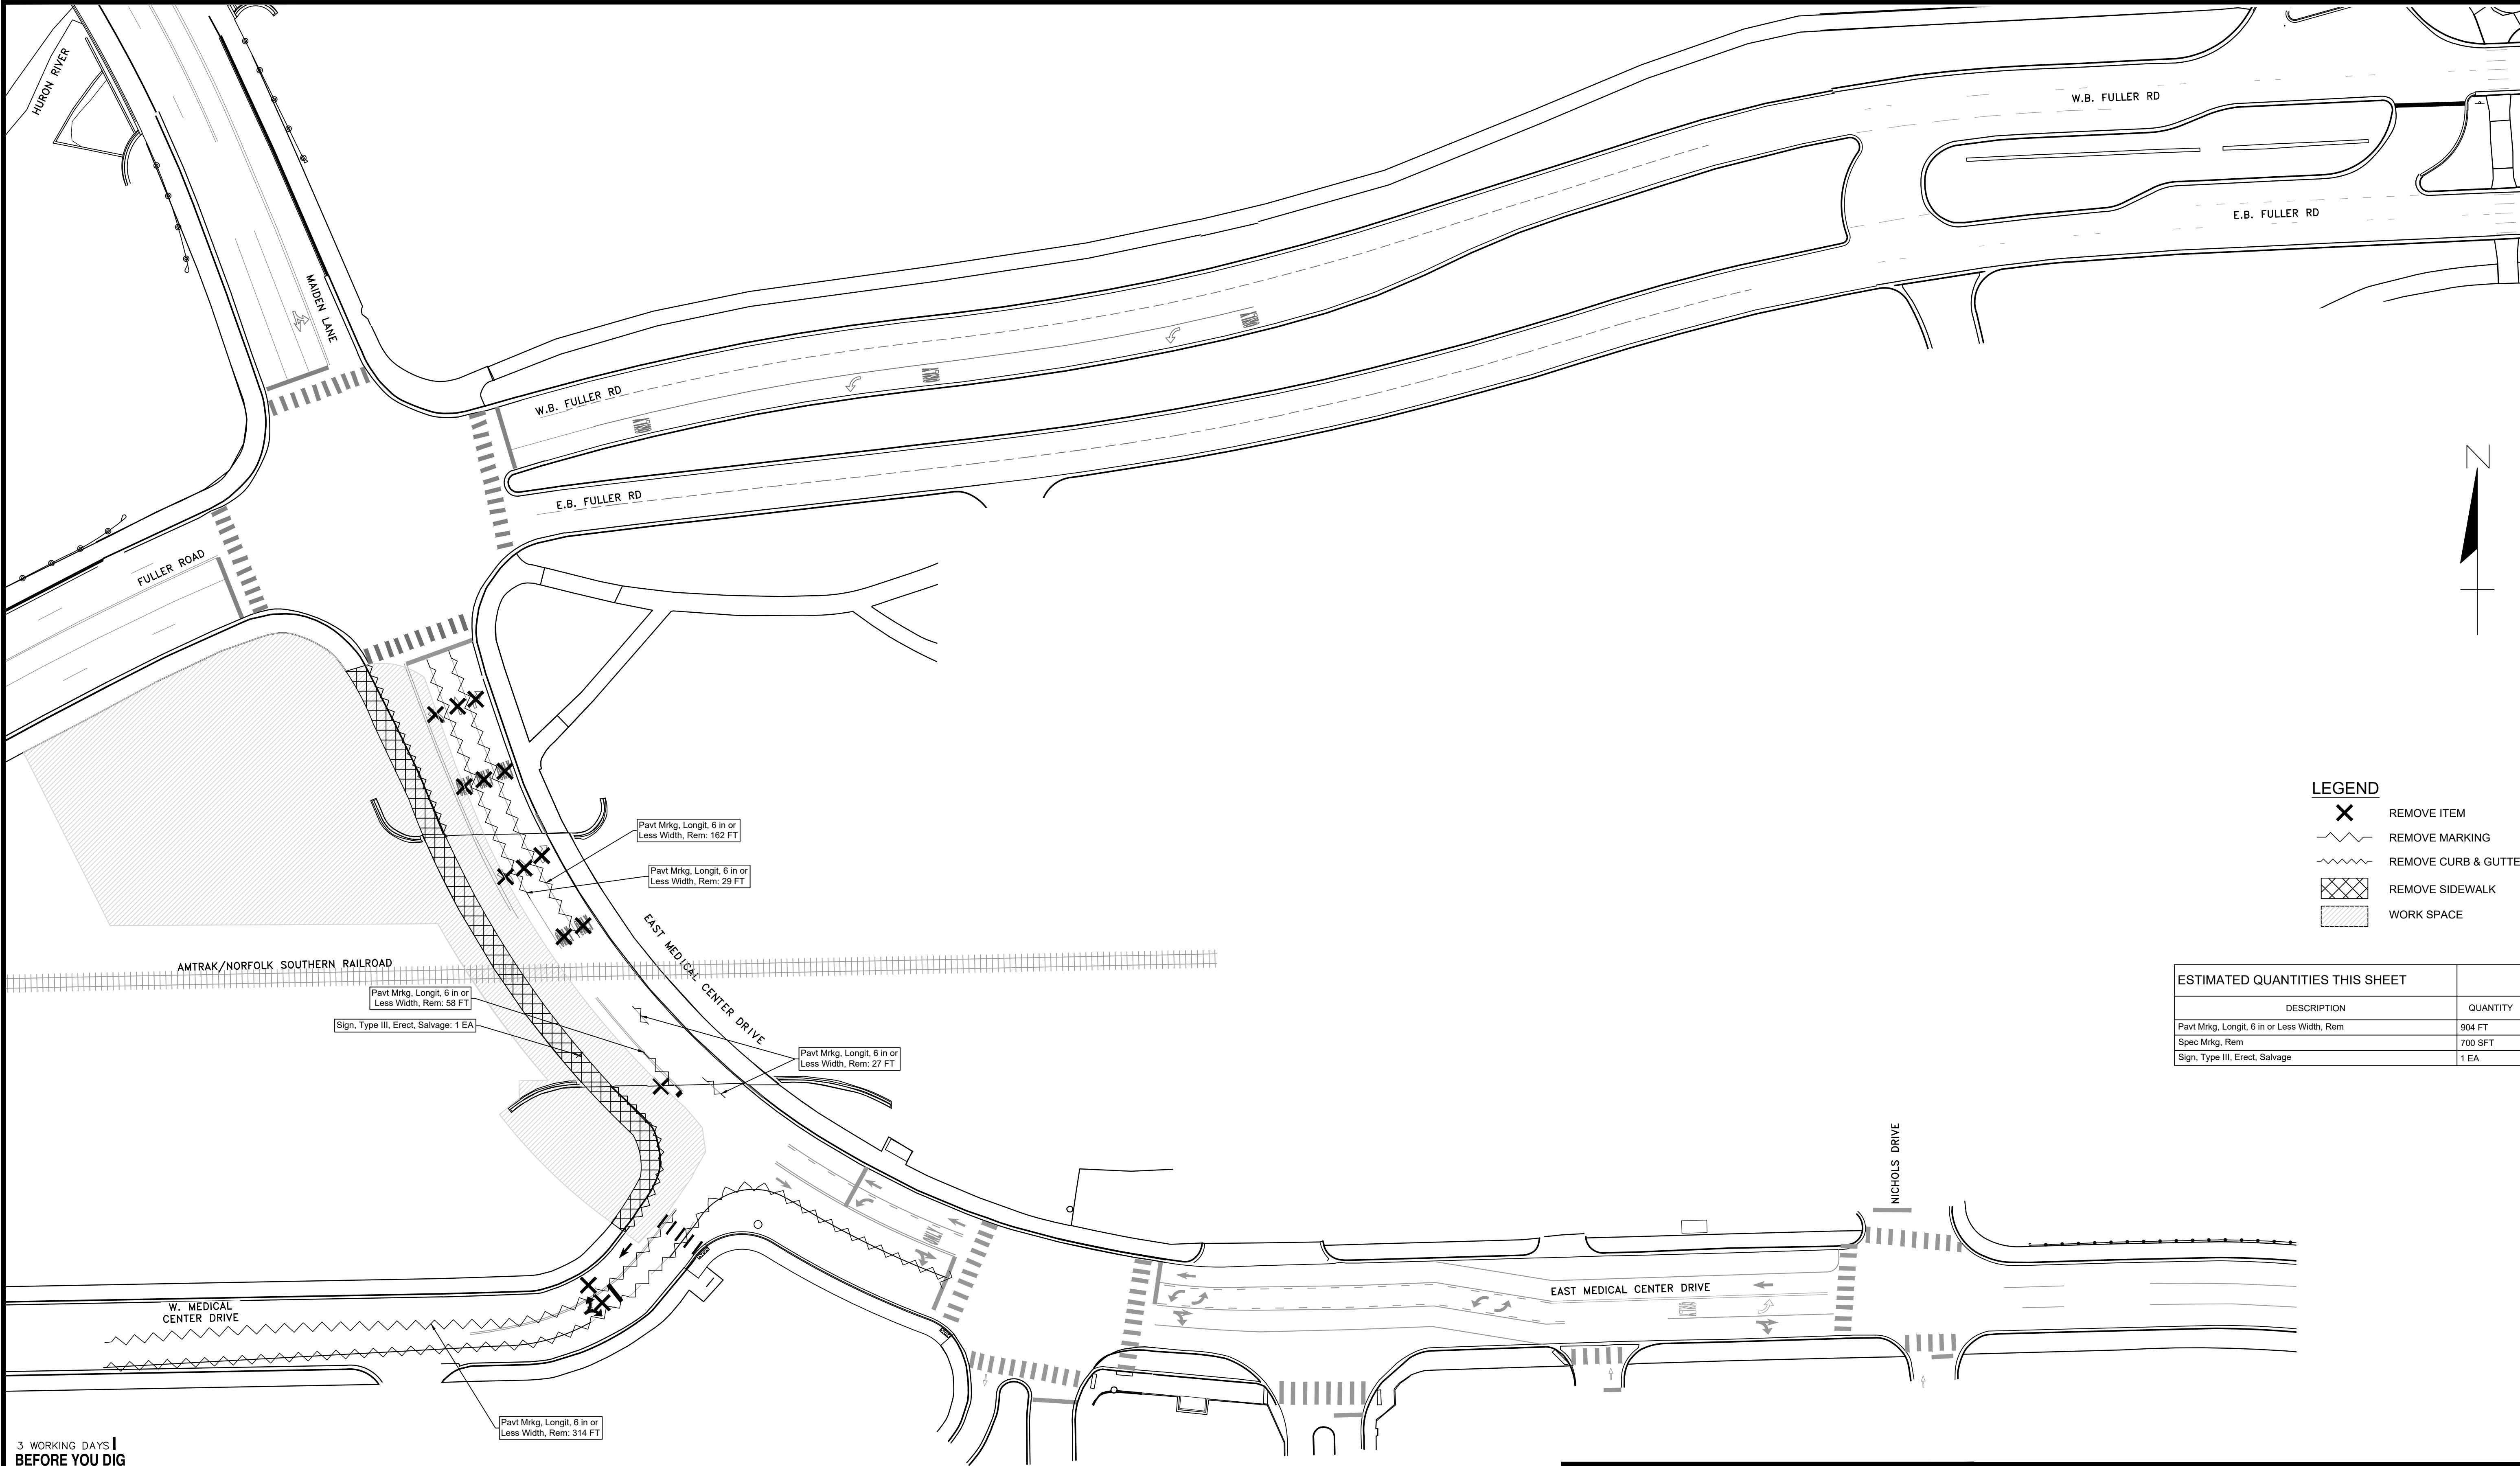 HURON RIVER
MAIDEN LANE
W.B. FULLER RD
E.B. FULLER RD
W.B. FULLER RD
E.B. FULLER RD
FULLER ROAD
N
Pavt Mrkg, Longit, 6 in or
Less Width, Rem: 162 FT
Pavt Mrkg, Longit, 6 in or
Less Width, Rem: 29 FT
EAST MEDICAL CENTER DRIVE
AMTRAK/NORFOLK SOUTHERN RAILROAD
Pavt Mrkg, Longit, 6 in or
Less Width, Rem: 58 FT
Sign, Type III, Erect, Salvage: 1 EA
Pavt Mrkg, Longit, 6 in or
Less Width, Rem: 27 FT
LEGEND
REMOVE ITEM
REMOVE MARKING
REMOVE CURB & GUTTE
REMOVE SIDEWALK
WORK SPACE
ESTIMATED QUANTITIES THIS SHEET
DESCRIPTION QUANTITY
Pavt Mrkg, Longit, 6 in or Less Width, Rem 904 FT
Spec Mrkg, Rem 700 SFT
Sign, Type III, Erect, Salvage 1 EA
NICHOLS DRIVE
EAST MEDICAL CENTER DRIVE
W. MEDICAL
CENTER DRIVE
Pavt Mrkg, Longit, 6 in or
Less Width, Rem: 314 FT
3 WORKING DAYS
BEFORE YOU DIG